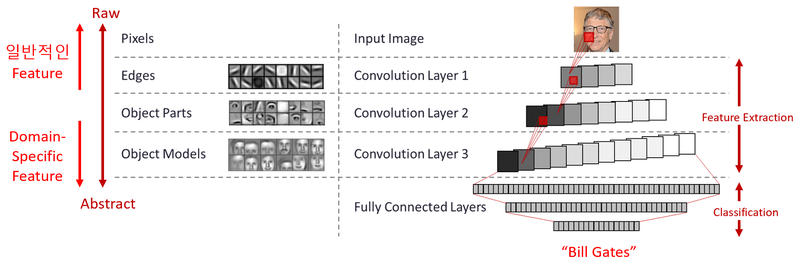 Raw
일반적인
Feature
Domain-
Specific
Feature
Abstract
Pixels
Input Image
Edges
Convolution Layer 1
Object Parts
Convolution Layer 2
Object Models
Convolution Layer 3
Fully Connected Layers
Feature Extraction
Classification
“Bill Gates”